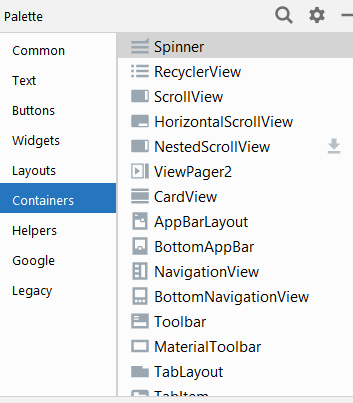 Palette
Common
Text
Buttons
Widgets
Layouts
Containers
Helpers
Google
Legacy
Spinner
RecyclerView
ScrollView
HorizontalScrollView
NestedScrollView
ViewPager2
CardView
AppBarLayout
BottomAppBar
NavigationView
BottomNavigationView
Toolbar
MaterialToolbar
TabLayout
TabItem